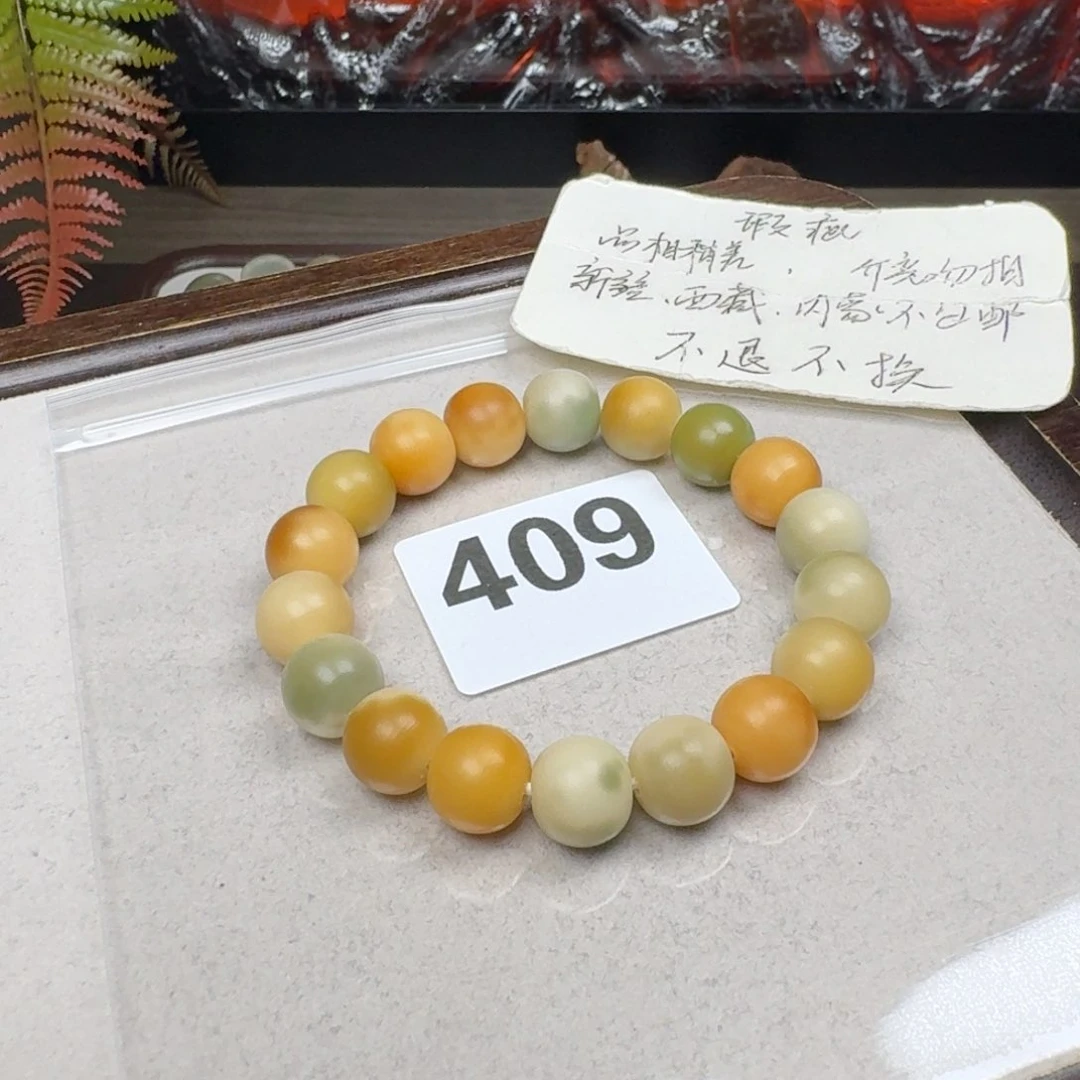 瑕疵
品相稍差，介意勿拍
新疆、西藏、内蒙不包邮
不退不换
409